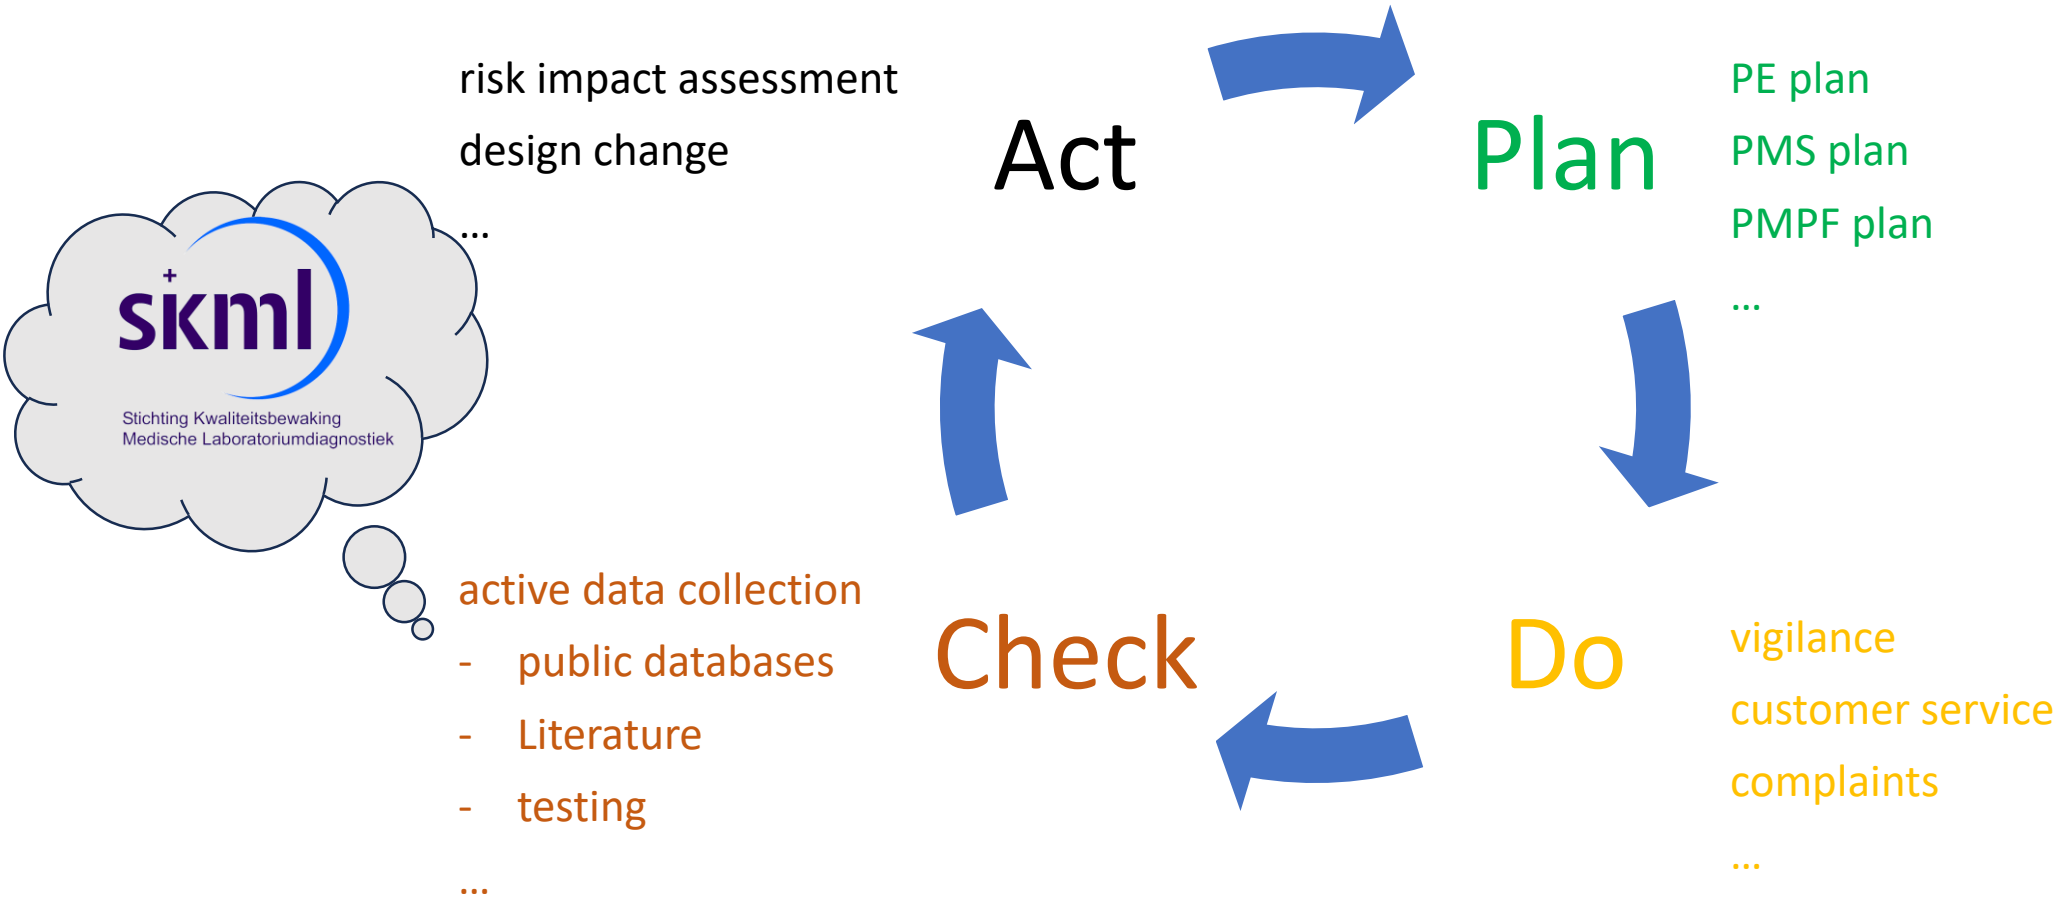 risk impact assessment
design change
...
Act
Plan
PE plan
PMS plan
PMPF plan
...
skml
Stichting Kwaliteitsbewaking
Medische Laboratoriumdiagnostiek
active data collection
- public databases
- Literature
- testing
...
Check
Do
vigilance
customer service
complaints
...